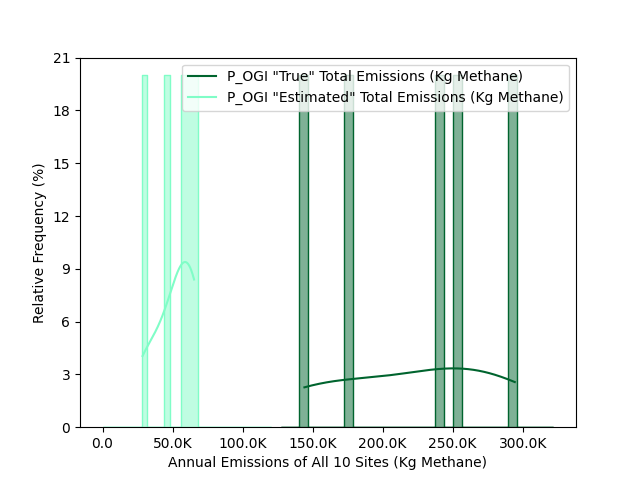 P_OGI "True" Total Emissions (Kg Methane)
P_OGI "Estimated" Total Emissions (Kg Methane)
21
18
15
12
9
6
3
0
Relative Frequency (%)
0.0 50.0K 100.0K 150.0K 200.0K 250.0K 300.0K
Annual Emissions of All 10 Sites (Kg Methane)